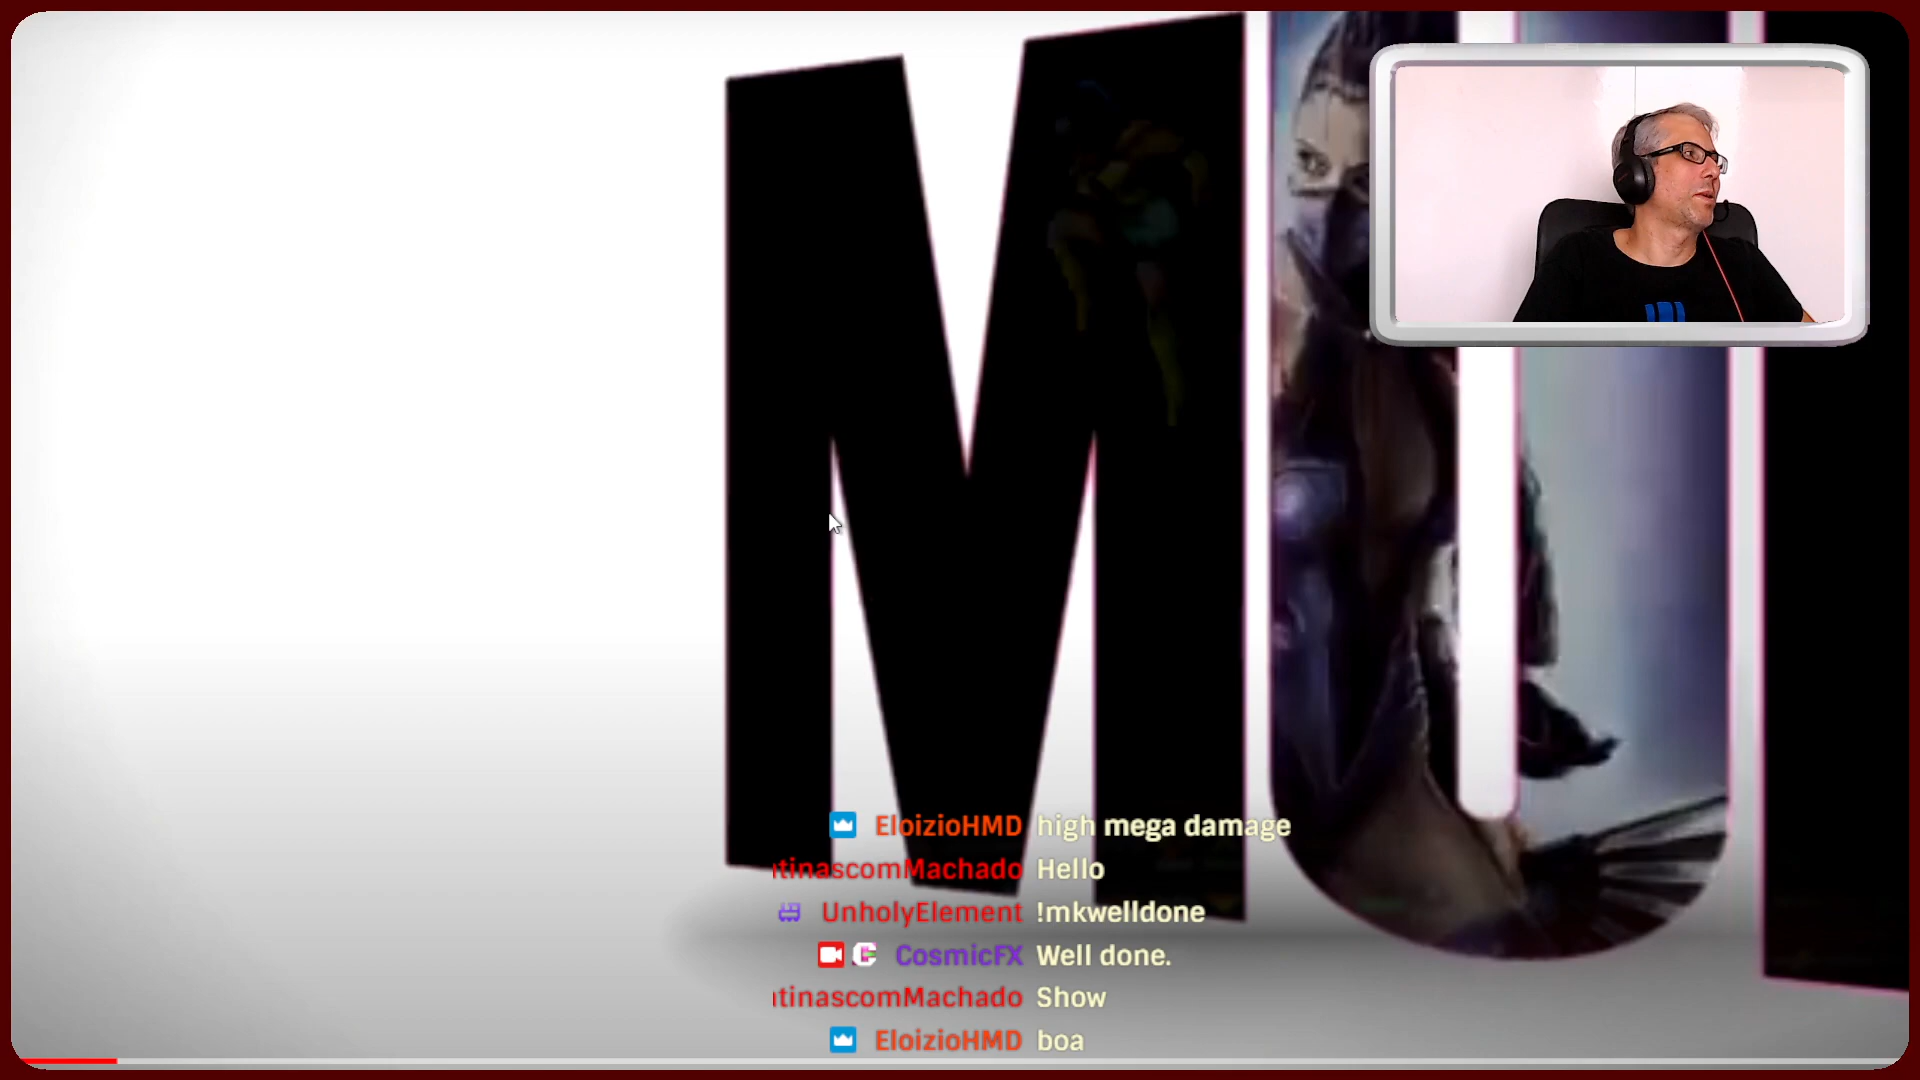 MU
EloizioHMD high mega damage
tinascomMachado Hello
UnholyElement !mkwelldone
CosmicFX Well done.
tinascomMachado Show
EloizioHMD boa